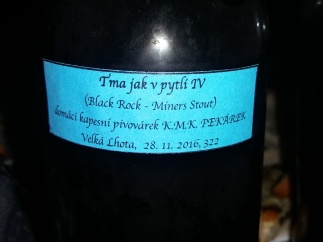 Tma jak v pytli IV
(Black Rock - Miners Stout)
domácí kapesní pivovárek K.M.K. PEKÁREK
Velká Lhota, 28. 11. 2016, 322